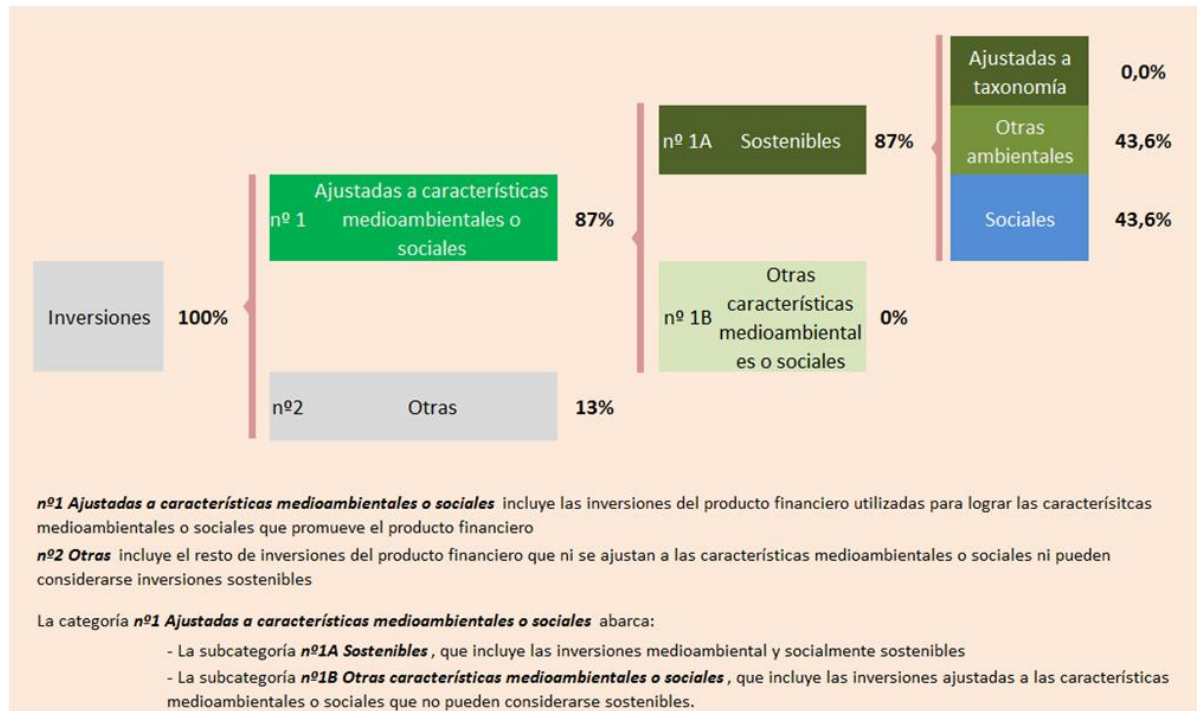 Ajustadas a
taxonomía
0,0%
nº 1A Sostenibles 87%
Otras
ambientales
43,6%
nº 1
Ajustadas a características
medioambientales o
sociales
87%
Sociales 43,6%
Inversiones 100%
nº 1B
Otras
características
medioambiental
es o sociales
0%
nº2 Otras 13%
nº1 Ajustadas a características medioambientales o sociales incluye las inversiones del producto financiero utilizadas para lograr las caracterísitcas
medioambientales o sociales que promueve el producto financiero
nº2 Otras incluye el resto de inversiones del producto financiero que ni se ajustan a las características medioambientales o sociales ni pueden
considerarse inversiones sostenibles
La categoría nº1 Ajustadas a características medioambientales o sociales abarca:
- La subcategoría nº1A Sostenibles , que incluye las inversiones medioambiental y socialmente sostenibles
- La subcategoría nº1B Otras características medioambientales o sociales , que incluye las inversiones ajustadas a las características
medioambientales o sociales que no pueden considerarse sostenibles.